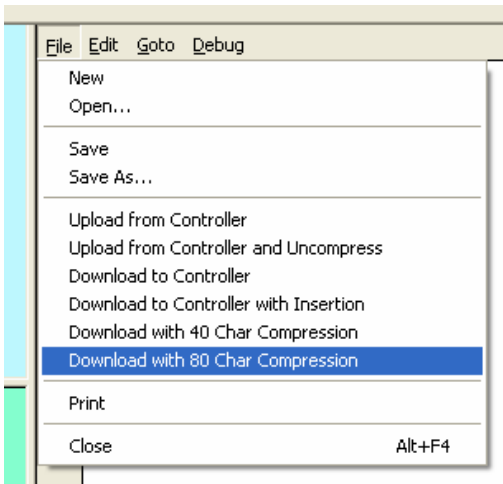 File Edit Goto Debug
New
Open...
Save
Save As...
Upload from Controller
Upload from Controller and Uncompress
Download to Controller
Download to Controller with Insertion
Download with 40 Char Compression
Download with 80 Char Compression
Print
Close Alt+F4